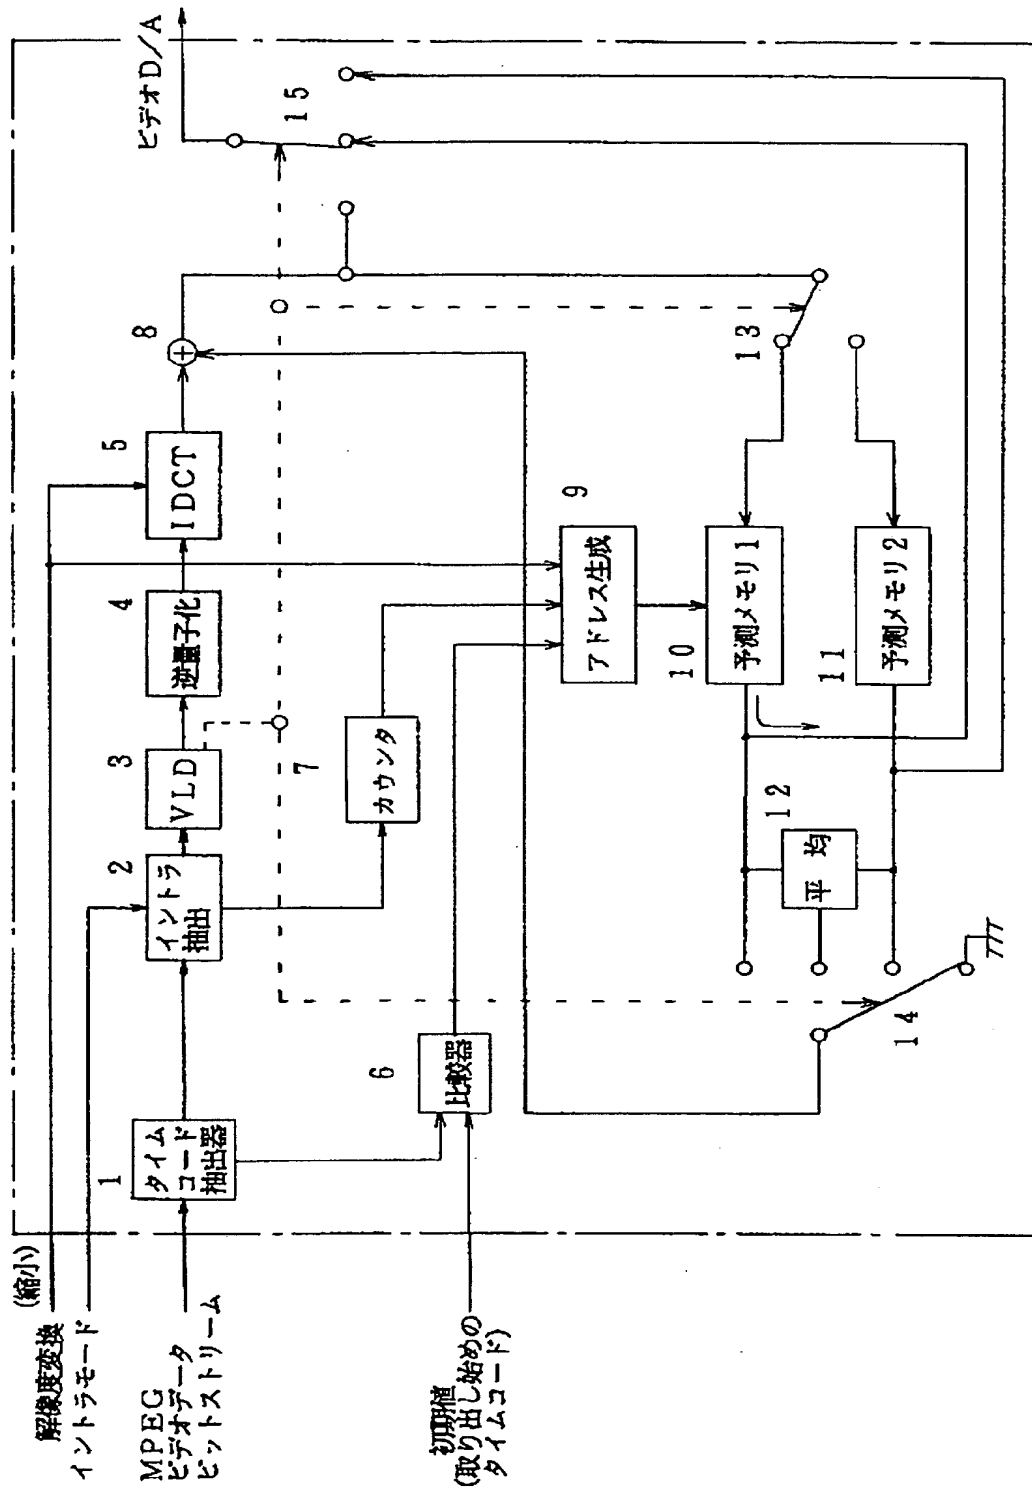 (縮小)
解像度変換
イントラモード
MPEG
ビデオデータ
ビットストリーム
初期値
(取り出し始めの
タイムコード)
1
タイム
コード
抽出器
2
イントラ
抽出
3
VLD
4
逆量子化
5
IDCT
8
ビデオD/A
15
6
比較器
7
カウンタ
9
アドレス生成
10
予測メモリ1
11
予測メモリ2
12
平均
13
14